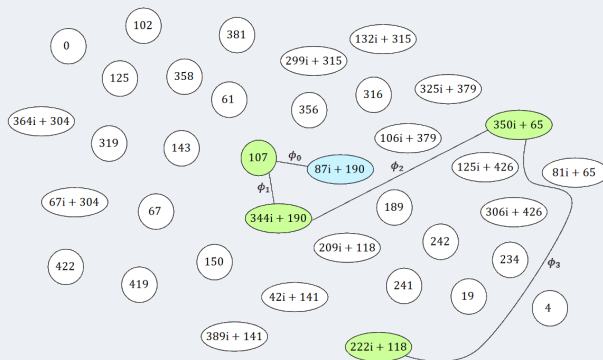 102
381
0
132i + 315
299i + 315
358
125
325i + 379
316
61
356
364i + 304
350i + 65
106i + 379
319
143
107
ϕ₀
87i + 190
ϕ₂
125i + 426
81i + 65
ϕ₁
67i + 304
67
344i + 190
189
306i + 426
209i + 118
242
234
ϕ₃
422
150
419
241
19
42i + 141
4
389i + 141
222i + 118